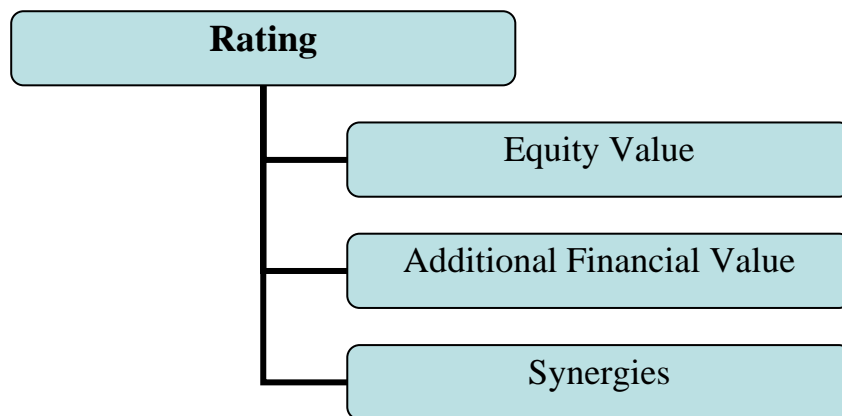 Rating
Equity Value
Additional Financial Value
Synergies